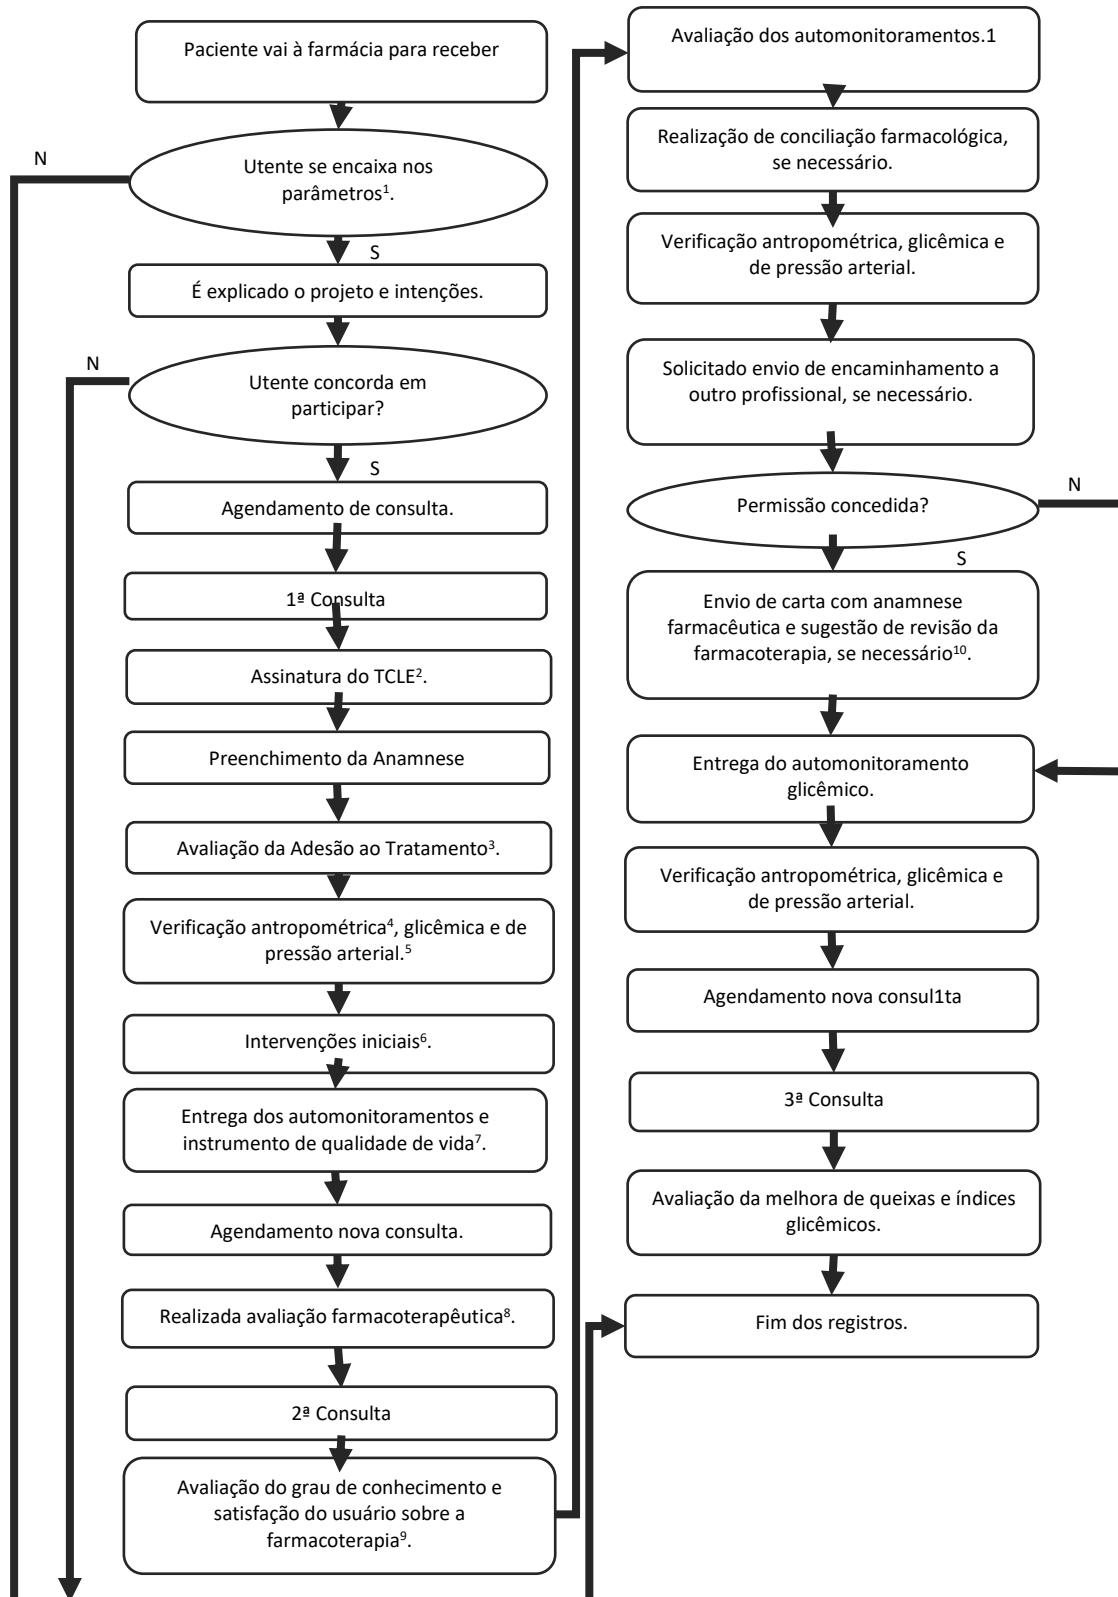 Paciente vai à farmácia para receber
N
Utente se encaixa nos
parâmetros¹.
S
É explicado o projeto e intenções.
N
Utente concorda em
participar?
S
Agendamento de consulta.
1ª Consulta
Assinatura do TCLE².
Preenchimento da Anamnese
Avaliação da Adesão ao Tratamento³.
Verificação antropométrica⁴, glicêmica e de
pressão arterial.⁵
Intervenções iniciais⁶.
Entrega dos automonitoramentos e
instrumento de qualidade de vida⁷.
Agendamento nova consulta.
Realizada avaliação farmacoterapêutica⁸.
2ª Consulta
Avaliação do grau de conhecimento e
satisfação do usuário sobre a
farmacoterapia⁹.
Avaliação dos automonitoramentos.1
Realização de conciliação farmacológica,
se necessário.
Verificação antropométrica, glicêmica e
de pressão arterial.
Solicitado envio de encaminhamento a
outro profissional, se necessário.
Permissão concedida?
N
S
Envio de carta com anamnese
farmacêutica e sugestão de revisão da
farmacoterapia, se necessário¹⁰.
Entrega do automonitoramento
glicêmico.
Verificação antropométrica, glicêmica e
de pressão arterial.
Agendamento nova consul1ta
3ª Consulta
Avaliação da melhora de queixas e índices
glicêmicos.
Fim dos registros.